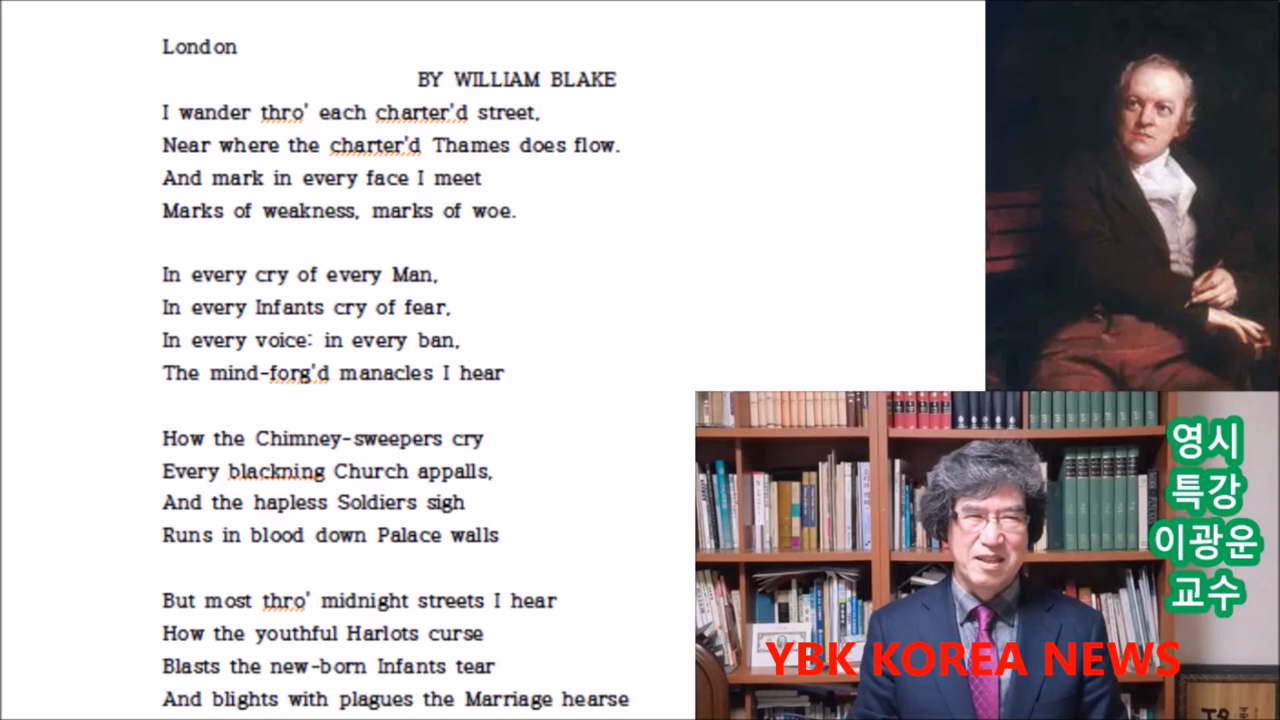 London
BY WILLIAM BLAKE
I wander thro' each charter'd street,
Near where the charter'd Thames does flow.
And mark in every face I meet
Marks of weakness, marks of woe.
In every cry of every Man,
In every Infants cry of fear,
In every voice: in every ban,
The mind-forg'd manacles I hear
How the Chimney-sweepers cry
Every blackning Church appalls,
And the hapless Soldiers sigh
Runs in blood down Palace walls
But most thro' midnight streets I hear
How the youthful Harlots curse
Blasts the new-born Infants tear
And blights with plagues the Marriage hearse
영시
특강
이광운
교수
YBK KOREA NEWS